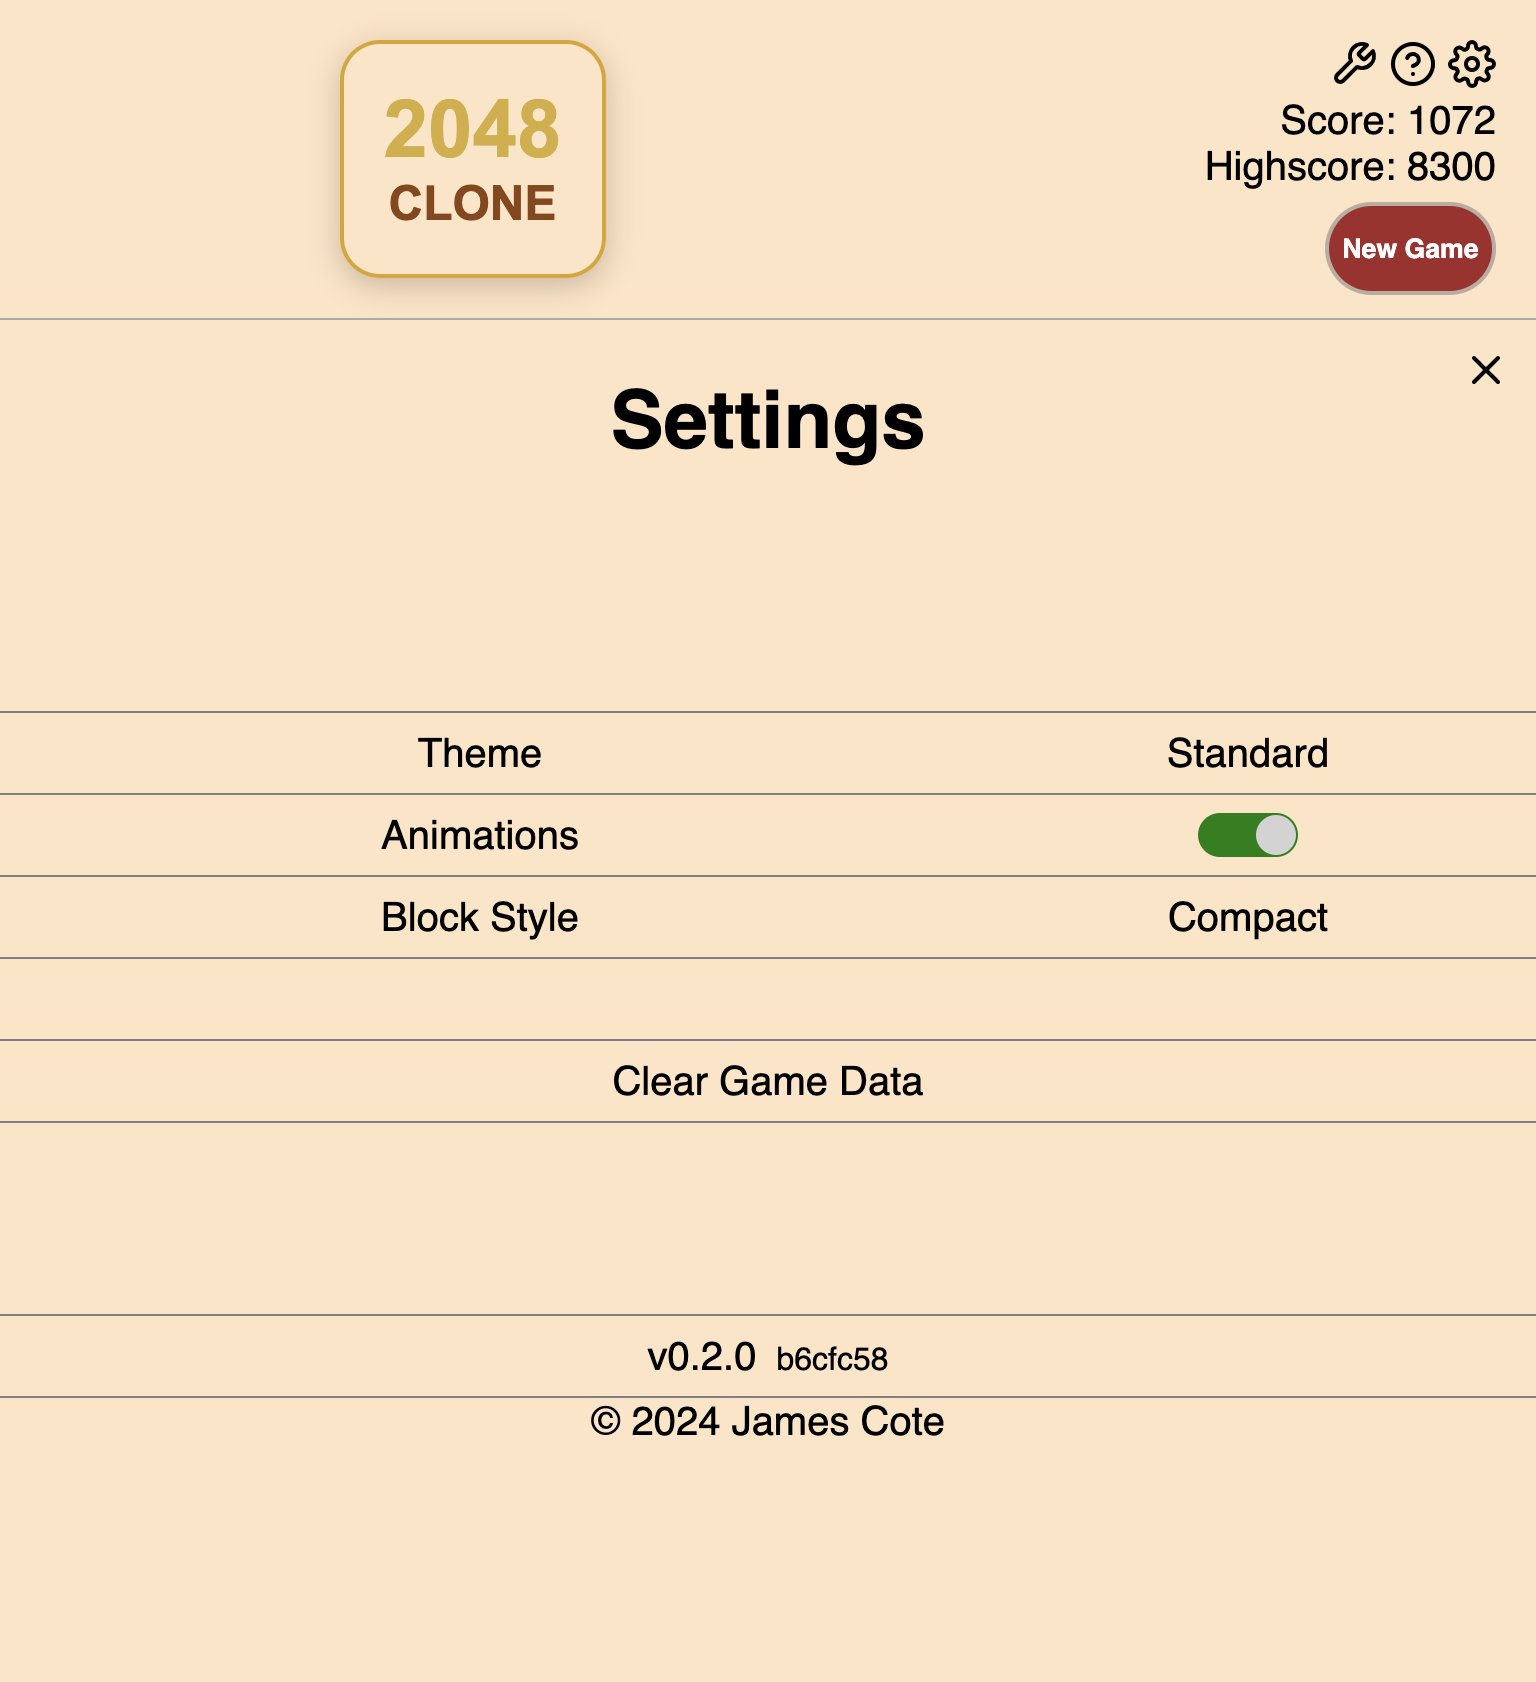 2048
CLONE
Score: 1072
Highscore: 8300
New Game
Settings
Theme Standard
Animations
Block Style Compact
Clear Game Data
v0.2.0 b6cfc58
© 2024 James Cote